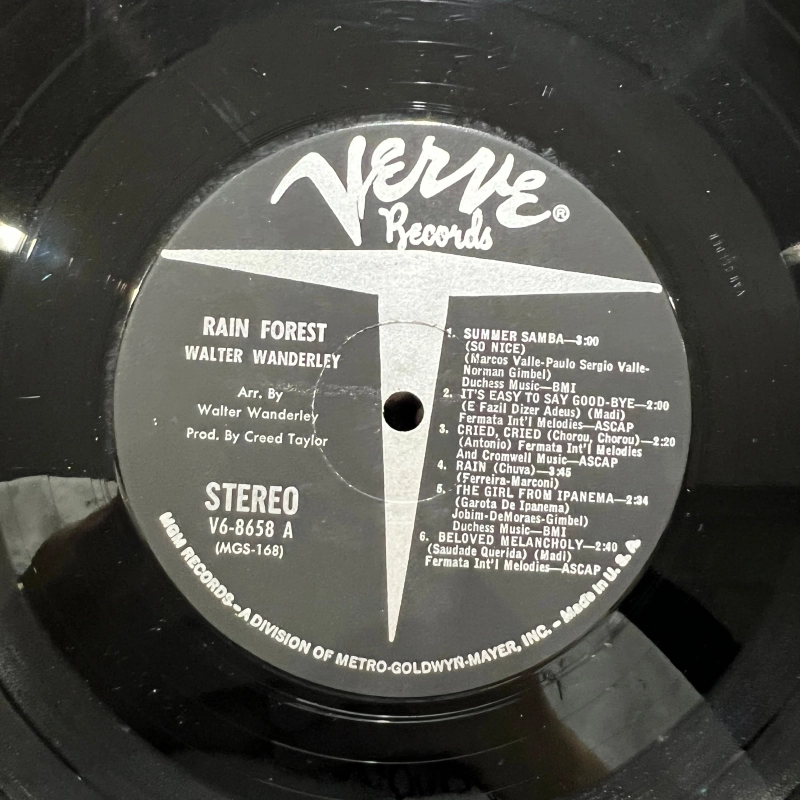 Verve®
Records
RAIN FOREST
WALTER WANDERLEY
Arr. By
Walter Wanderley
Prod. By Creed Taylor
STEREO
V6-8658 A
(MGS-168)
1. SUMMER SAMBA—3:00
(SO NICE)
(Marcos Valle-Paulo Sergio Valle-
Norman Gimbel)
Duchess Music—BMI
2. IT'S EASY TO SAY GOOD-BYE—2:00
(E Fazil Dizer Adeus) (Madi)
Fermata Int'l Melodies—ASCAP
3. CRIED, CRIED (Chorou, Chorou)—2:20
(Antonio) Fermata Int'l Melodies
And Cromwell Music—ASCAP
4. RAIN (Chuva)—3:45
(Ferreira-Marconi)
5. THE GIRL FROM IPANEMA—2:34
(Garota De Ipanema)
Jobim-DeMoraes-Gimbel)
Duchess Music—BMI
6. BELOVED MELANCHOLY—2:40
(Saudade Querida) (Madi)
Fermata Int'l Melodies—ASCAP
MGM RECORDS—A DIVISION OF METRO-GOLDWYN-MAYER, INC. – Made in U. S. A.
VAN GELDER